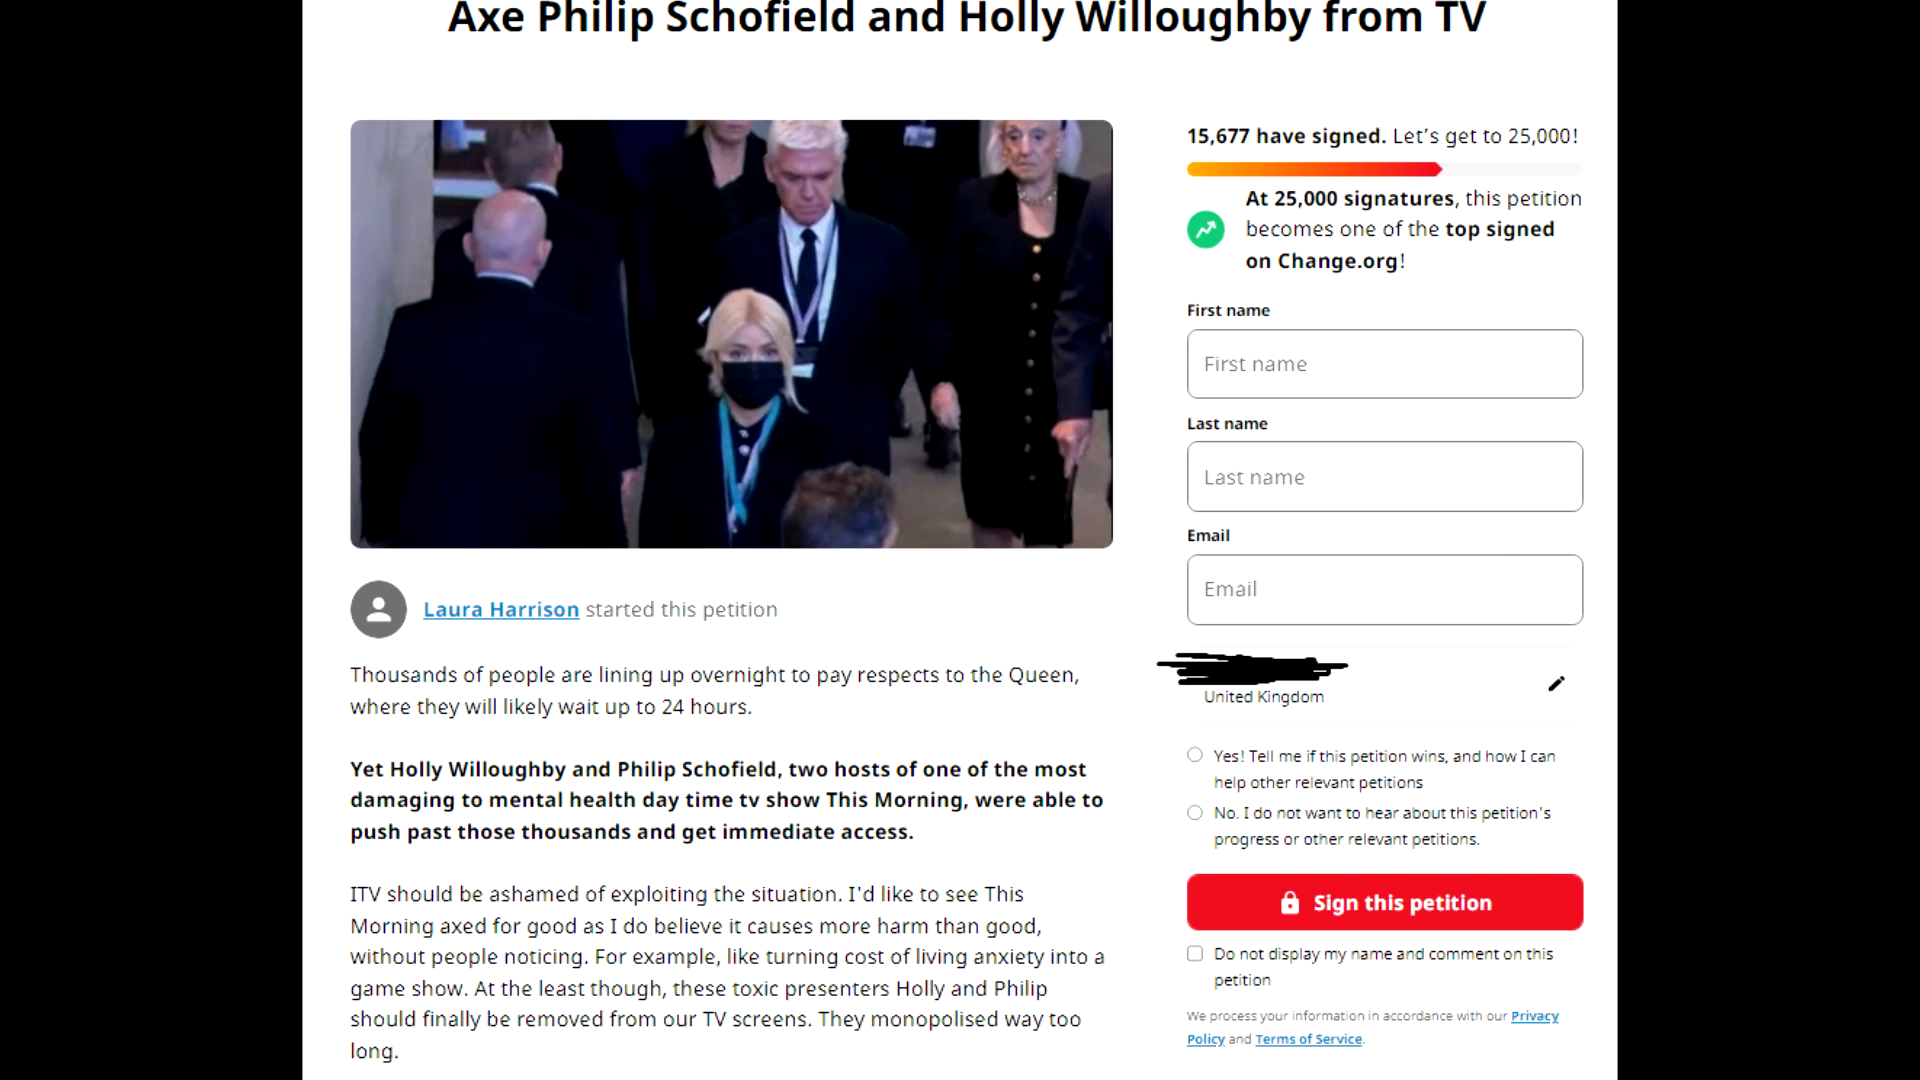 Axe Philip Schofield and Holly Willoughby from TV
15,677 have signed. Let's get to 25,000!
At 25,000 signatures, this petition
becomes one of the top signed
on Change.org!
First name
First name
Last name
Last name
Email
Email
United Kingdom
Yes! Tell me if this petition wins, and how I can
help other relevant petitions
No. I do not want to hear about this petition's
progress or other relevant petitions.
Sign this petition
Do not display my name and comment on this
petition
We process your information in accordance with our Privacy
Policy and Terms of Service.
Laura Harrison started this petition
Thousands of people are lining up overnight to pay respects to the Queen,
where they will likely wait up to 24 hours.
Yet Holly Willoughby and Philip Schofield, two hosts of one of the most
damaging to mental health day time tv show This Morning, were able to
push past those thousands and get immediate access.
ITV should be ashamed of exploiting the situation. I'd like to see This
Morning axed for good as I do believe it causes more harm than good,
without people noticing. For example, like turning cost of living anxiety into a
game show. At the least though, these toxic presenters Holly and Philip
should finally be removed from our TV screens. They monopolised way too
long.